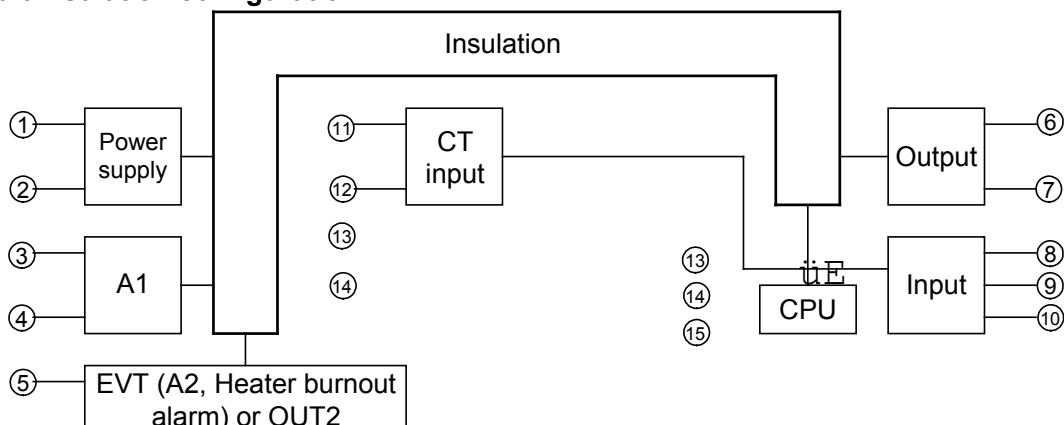 Insulation
① Power supply
②
③ A1
④
⑤ EVT (A2, Heater burnout
alarm) or OUT2
⑪ CT input
⑫
⑬
⑭
⑬
⑭
⑮
üE
CPU
Output ⑥
⑦
Input ⑧
⑨
⑩